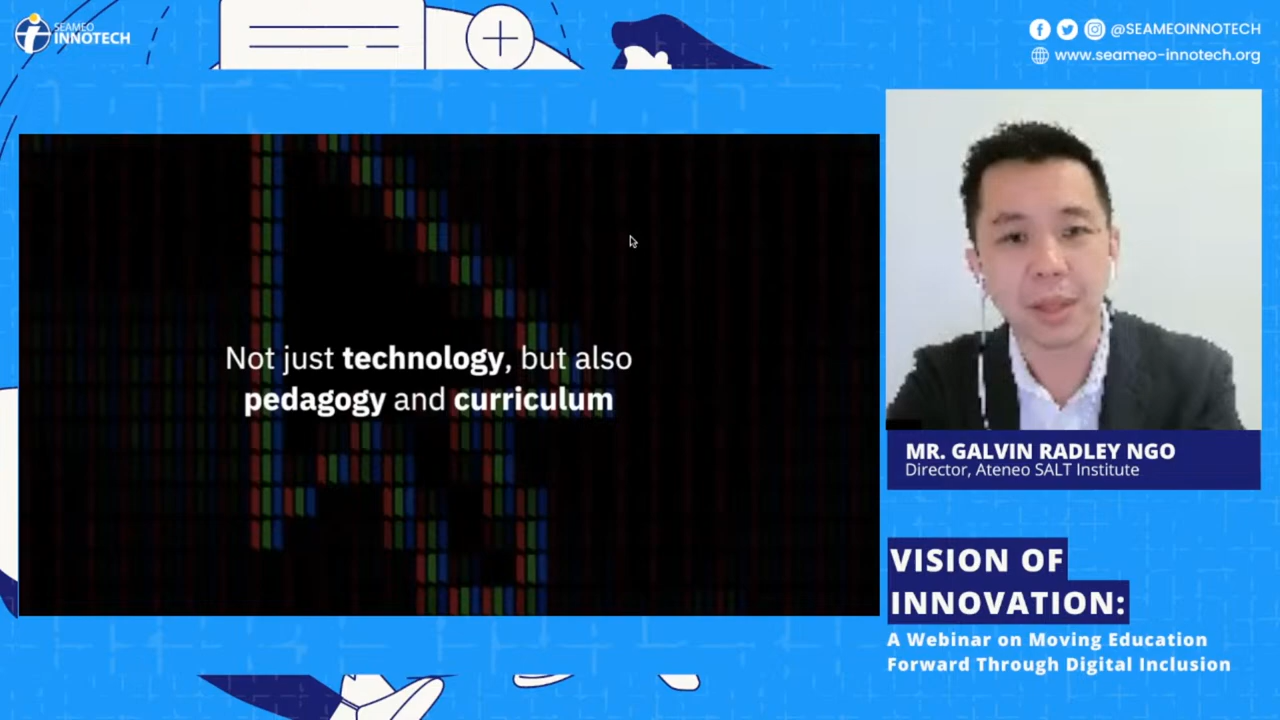 SEAMEO
INNOTECH
@SEAMEOINNOTECH
www.seameo-innotech.org
Not just technology, but also
pedagogy and curriculum
MR. GALVIN RADLEY NGO
Director, Ateneo SALT Institute
VISION OF
INNOVATION:
A Webinar on Moving Education
Forward Through Digital Inclusion